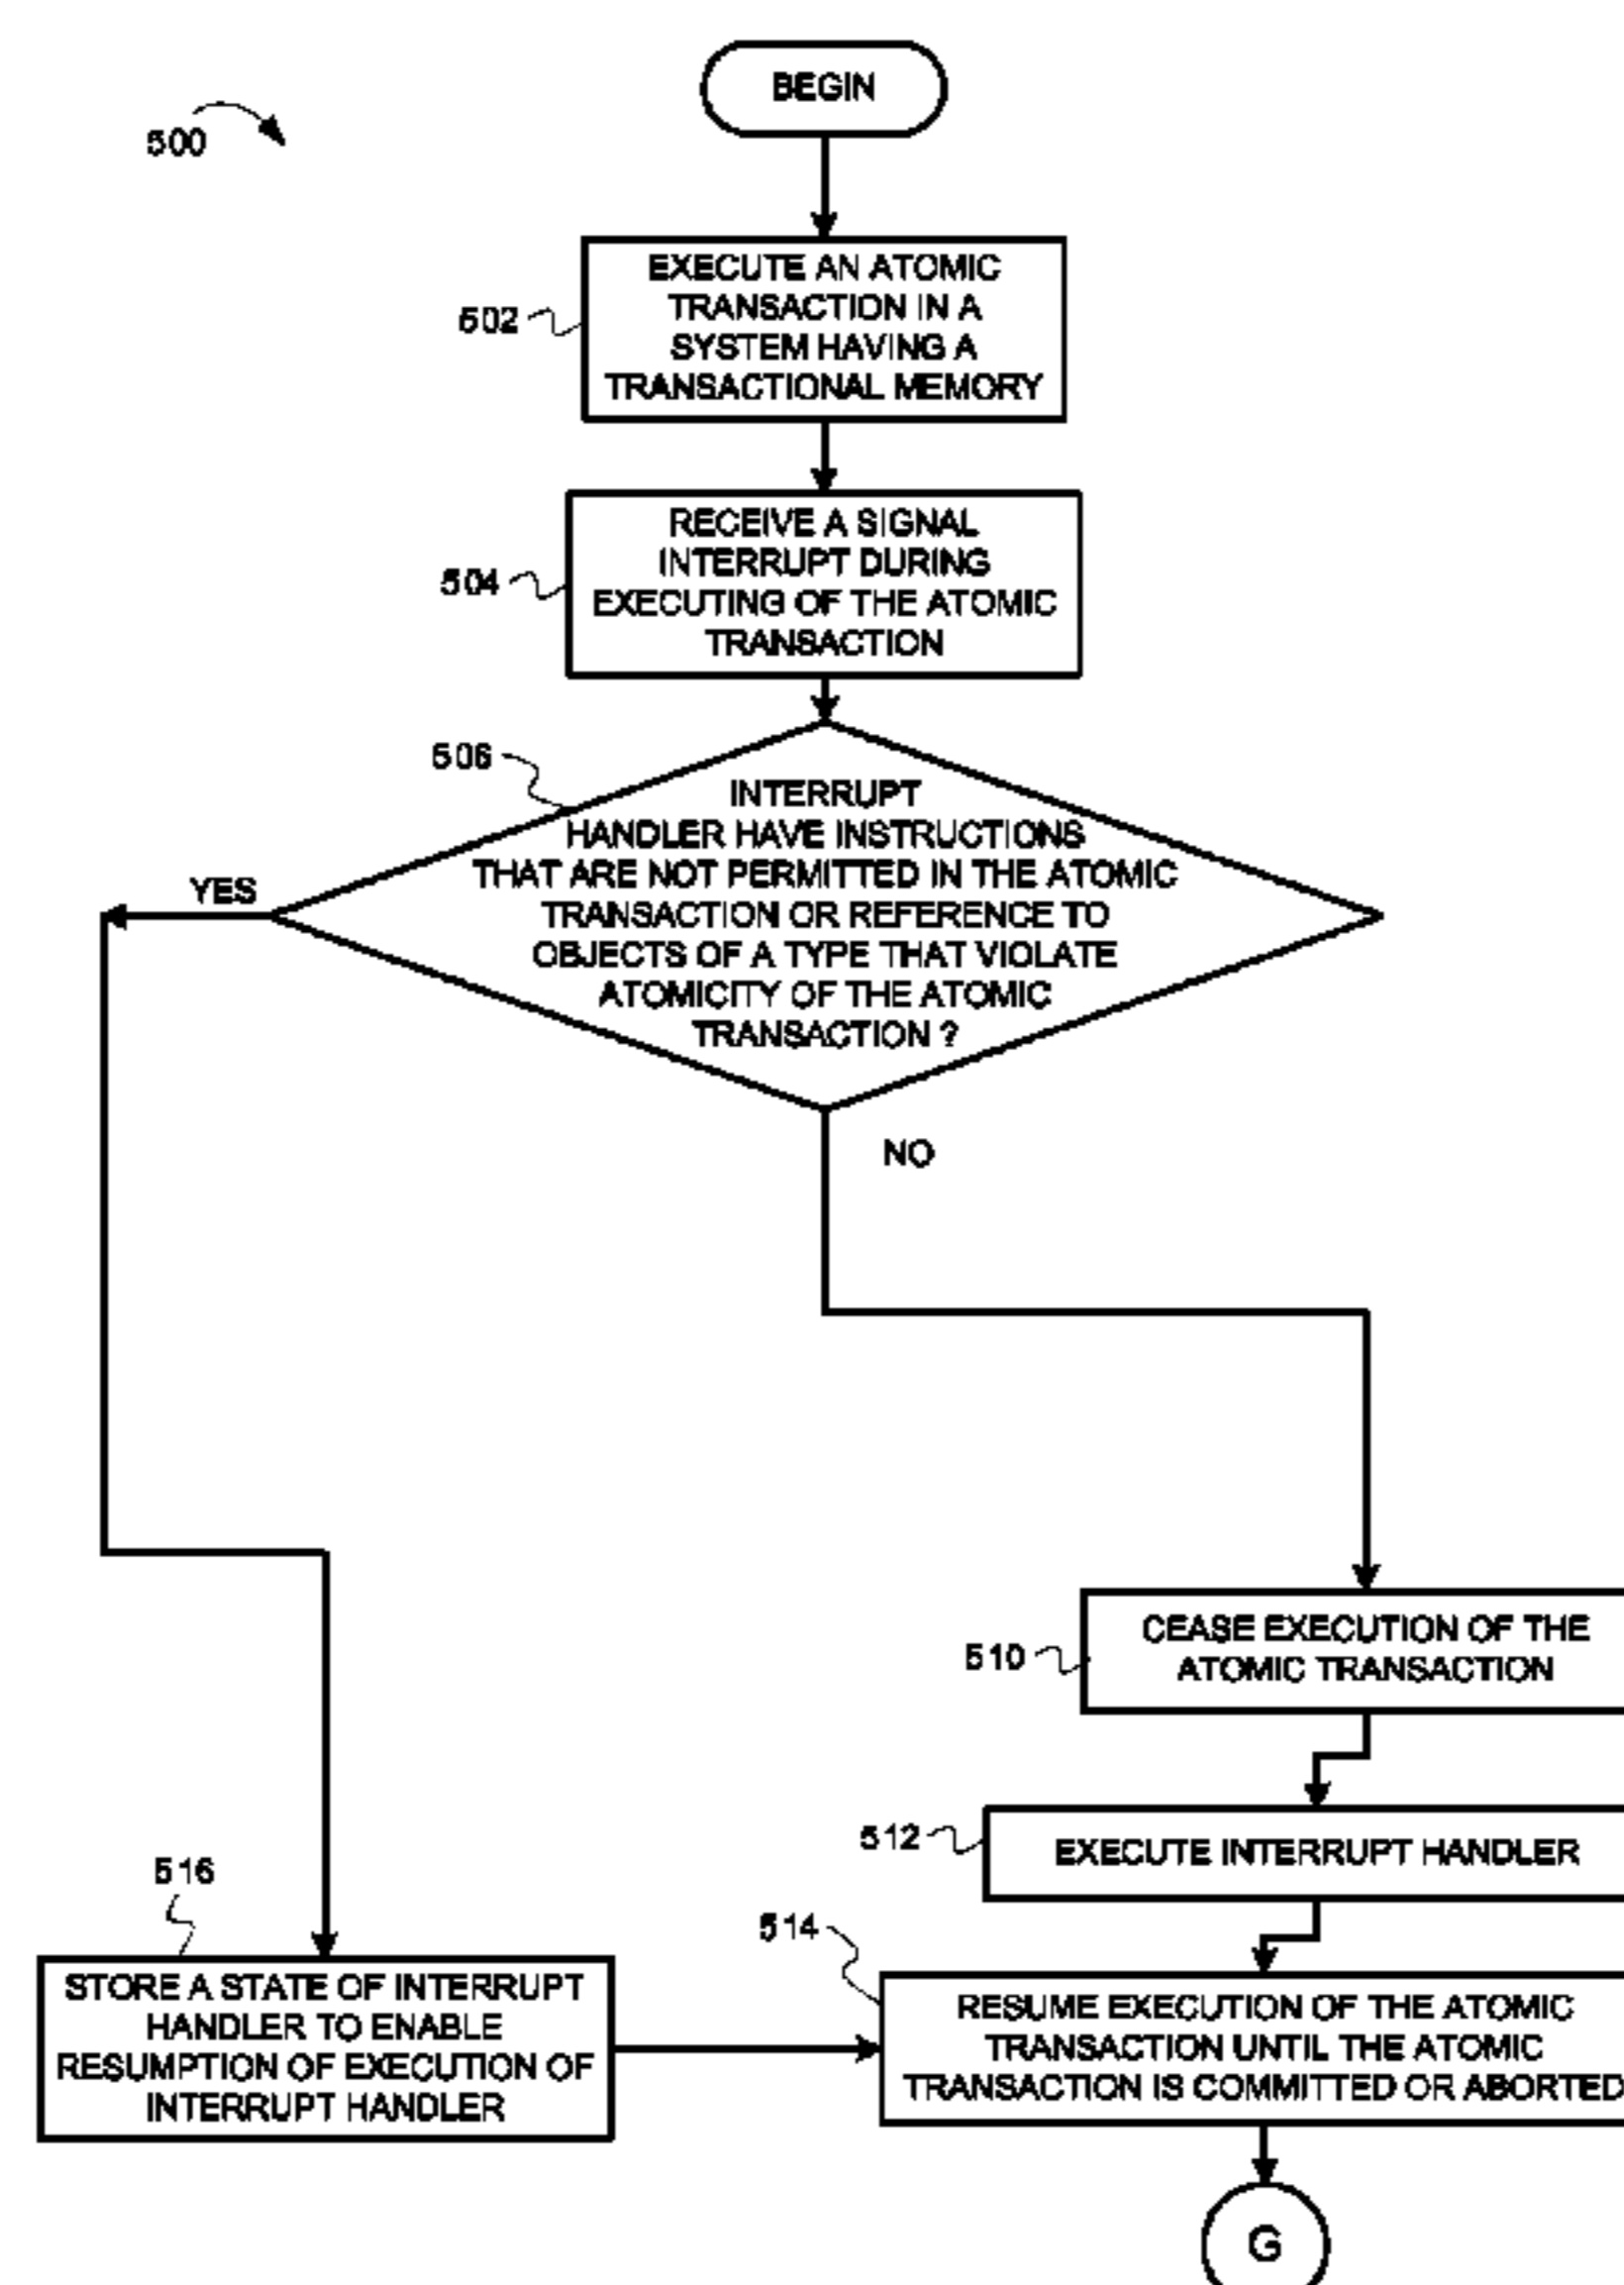 BEGIN
500
EXECUTE AN ATOMIC
TRANSACTION IN A
SYSTEM HAVING A
TRANSACTIONAL MEMORY
502
RECEIVE A SIGNAL
INTERRUPT DURING
EXECUTING OF THE ATOMIC
TRANSACTION
504
506
INTERRUPT
HANDLER HAVE INSTRUCTIONS
THAT ARE NOT PERMITTED IN THE ATOMIC
TRANSACTION OR REFERENCE TO
OBJECTS OF A TYPE THAT VIOLATE
ATOMICITY OF THE ATOMIC
TRANSACTION ?
YES
NO
CEASE EXECUTION OF THE
ATOMIC TRANSACTION
510
512
EXECUTE INTERRUPT HANDLER
516
514
STORE A STATE OF INTERRUPT
HANDLER TO ENABLE
RESUMPTION OF EXECUTION OF
INTERRUPT HANDLER
RESUME EXECUTION OF THE ATOMIC
TRANSACTION UNTIL THE ATOMIC
TRANSACTION IS COMMITTED OR ABORTED
G